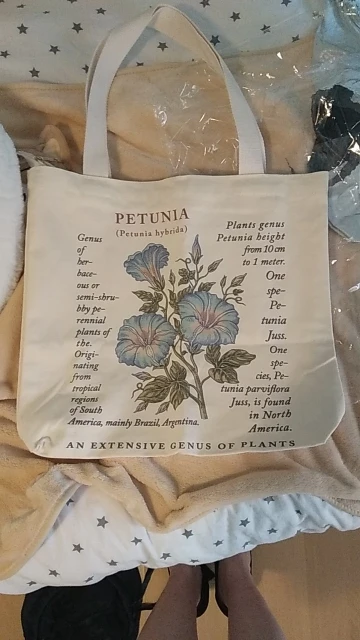 PETUNIA
(Petunia hybrida)
Genus
of
her-
bace-
ous or
semi-shru-
bby pe-
rennial
plants of
the.
Origi-
nating
from
tropical
regions
of South
America, mainly Brazil, Argentina.
Plants genus
Petunia height
from 10 cm
to 1 meter.
One
spe-
Pe-
tunia
Juss.
One
spe-
cies, Pe-
tunia parviflora
Juss, is found
in North
America.
AN EXTENSIVE GENUS OF PLANTS